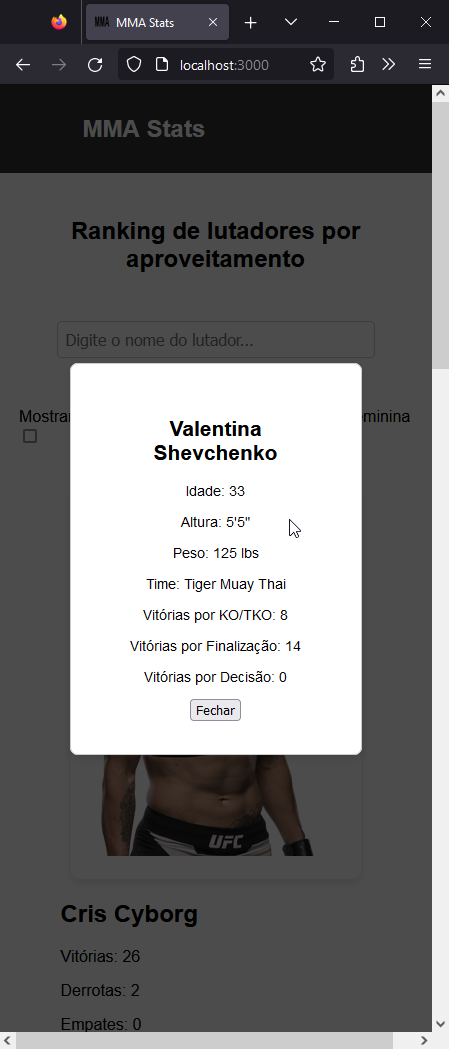 MMA MMA Stats
localhost:3000
MMA Stats
Ranking de lutadores por
aproveitamento
Digite o nome do lutador...
Mostrar
eminina
Valentina
Shevchenko
Idade: 33
Altura: 5'5"
Peso: 125 lbs
Time: Tiger Muay Thai
Vitórias por KO/TKO: 8
Vitórias por Finalização: 14
Vitórias por Decisão: 0
Fechar
UFC
Cris Cyborg
Vitórias: 26
Derrotas: 2
Empates: 0